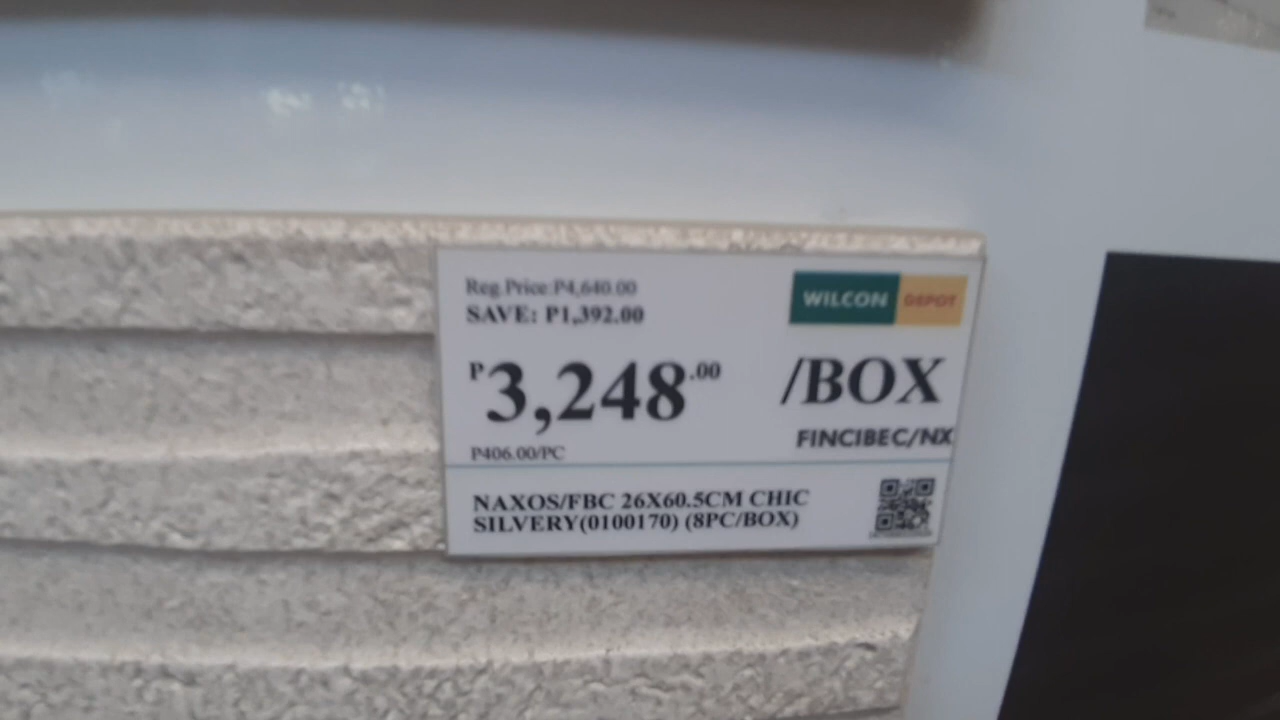 Reg.Price:P4,640.00
SAVE: P1,392.00
WILCON DEPOT
P3,248.00 /BOX
FINCIBEC/NX
P406.00/PC
NAXOS/FBC 26X60.5CM CHIC
SILVERY(0100170) (8PC/BOX)